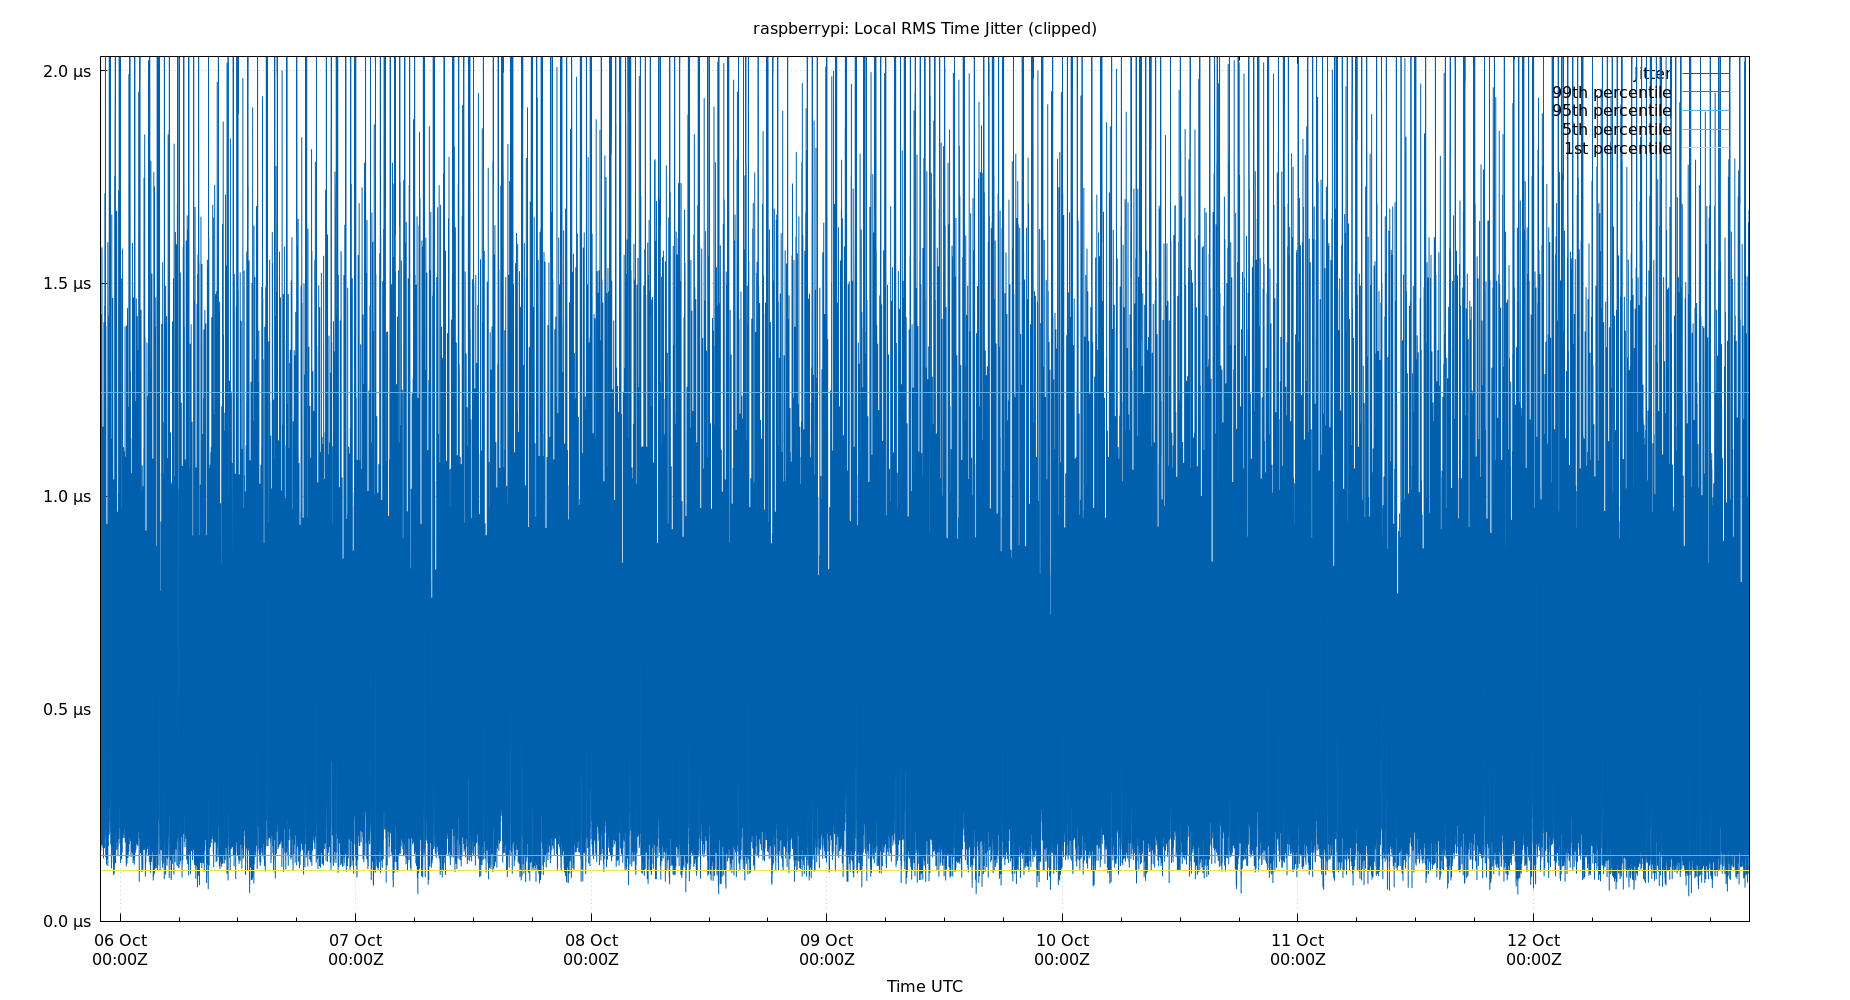 raspberrypi: Local RMS Time Jitter (clipped)
2.0 µs
1.5 µs
1.0 µs
0.5 µs
0.0 µs
Jitter
99th percentile
95th percentile
5th percentile
1st percentile
06 Oct 07 Oct 08 Oct 09 Oct 10 Oct 11 Oct 12 Oct
00:00Z 00:00Z 00:00Z 00:00Z 00:00Z 00:00Z 00:00Z
Time UTC